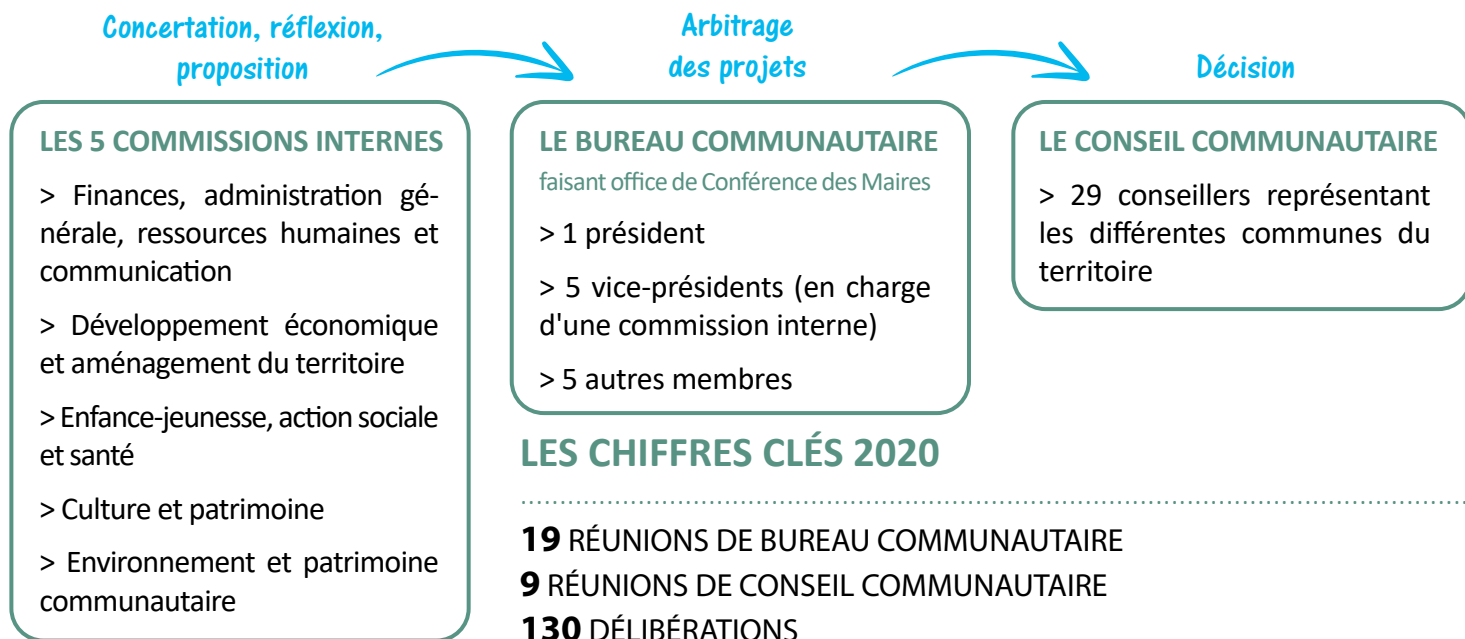 Concertation, réflexion,
proposition
Arbitrage
des projets
Décision
LES 5 COMMISSIONS INTERNES
> Finances, administration gé-
nérale, ressources humaines et
communication
> Développement économique
et aménagement du territoire
> Enfance-jeunesse, action sociale
et santé
> Culture et patrimoine
> Environnement et patrimoine
communautaire
LE BUREAU COMMUNAUTAIRE
faisant office de Conférence des Maires
> 1 président
> 5 vice-présidents (en charge
d'une commission interne)
> 5 autres membres
LE CONSEIL COMMUNAUTAIRE
> 29 conseillers représentant
les différentes communes du
territoire
LES CHIFFRES CLÉS 2020
19 RÉUNIONS DE BUREAU COMMUNAUTAIRE
9 RÉUNIONS DE CONSEIL COMMUNAUTAIRE
130 DÉLIBÉRATIONS